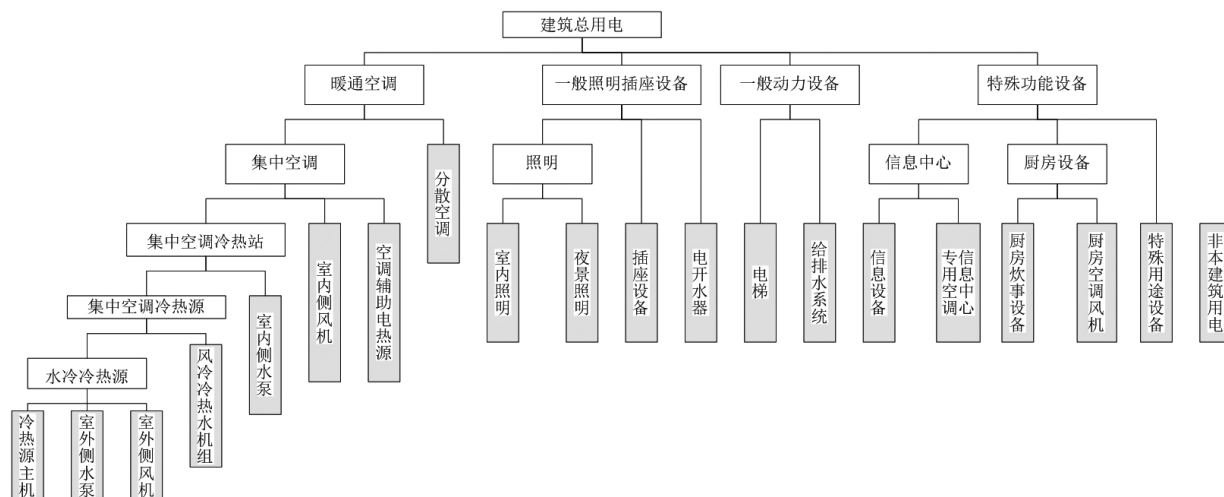 建筑总用电
暖通空调
一般照明插座设备
一般动力设备
特殊功能设备
集中空调
分散空调
照明
信息中心
厨房设备
集中空调冷热站
室内侧风机
空调辅助电热源
室内照明
夜景照明
插座设备
电开水器
电梯
给排水系统
信息设备
信息中心
专用空调
厨房炊事设备
厨房空调风机
特殊用途设备
非本建筑用电
集中空调冷热源
室内侧水泵
水冷冷热源
风冷冷热水机组
冷热源主机
室外侧水泵
室外侧风机